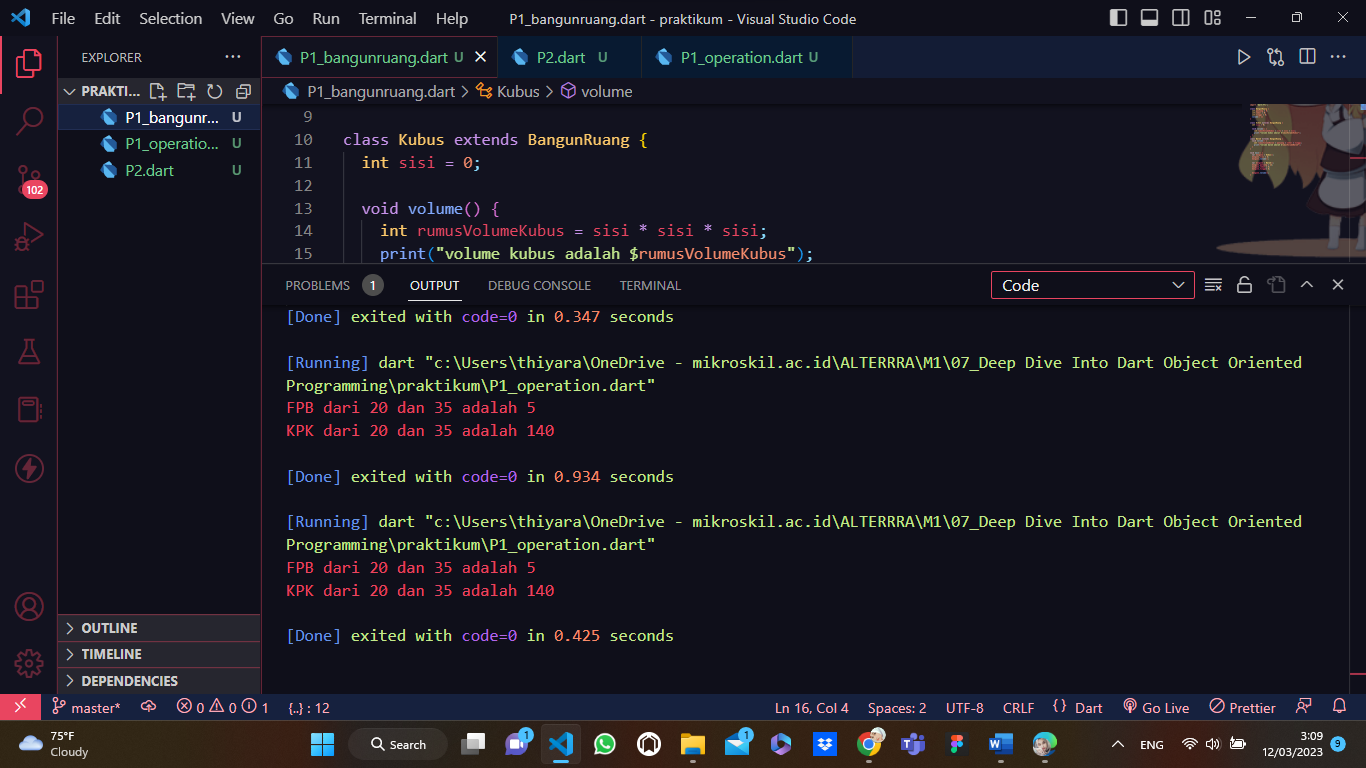 File Edit Selection View Go Run Terminal Help P1_bangunruang.dart - praktikum - Visual Studio Code
EXPLORER ···
P1_bangunruang.dart U P2.dart U P1_operation.dart U
PRAKTI...
P1_bangunr... U
P1_operatio... U
P2.dart U
102
P1_bangunruang.dart > Kubus > volume
9
10 class Kubus extends BangunRuang {
11 int sisi = 0;
12
13 void volume() {
14 int rumusVolumeKubus = sisi * sisi * sisi;
15 print("volume kubus adalah $rumusVolumeKubus");
PROBLEMS 1 OUTPUT DEBUG CONSOLE TERMINAL Code
[Done] exited with code=0 in 0.347 seconds
[Running] dart "c:\Users\thiyara\OneDrive - mikroskil.ac.id\ALTERRRA\M1\07_Deep Dive Into Dart Object Oriented
Programming\praktikum\P1_operation.dart"
FPB dari 20 dan 35 adalah 5
KPK dari 20 dan 35 adalah 140
[Done] exited with code=0 in 0.934 seconds
[Running] dart "c:\Users\thiyara\OneDrive - mikroskil.ac.id\ALTERRRA\M1\07_Deep Dive Into Dart Object Oriented
Programming\praktikum\P1_operation.dart"
FPB dari 20 dan 35 adalah 5
KPK dari 20 dan 35 adalah 140
[Done] exited with code=0 in 0.425 seconds
OUTLINE
TIMELINE
DEPENDENCIES
master* 0 0 1 {..} : 12 Ln 16, Col 4 Spaces: 2 UTF-8 CRLF {} Dart Go Live Prettier
75°F
Cloudy
Search
1
1
ENG
3:09
12/03/2023
9